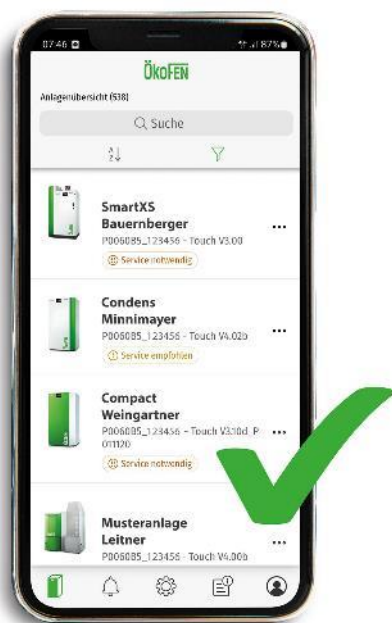 07:46 87%
ÖkoFEN
Anlagenübersicht (538)
Suche
SmartXS
Bauernberger
P006085_123456 - Touch V3.00
Service notwendig
Condens
Minnimayer
P006085_123456 - Touch V4.02b
Service empfohlen
Compact
Weingartner
P006085_123456 - Touch V3.10d_P
011120
Service notwendig
Musteranlage
Leitner
P006085_123456 - Touch V4.00b